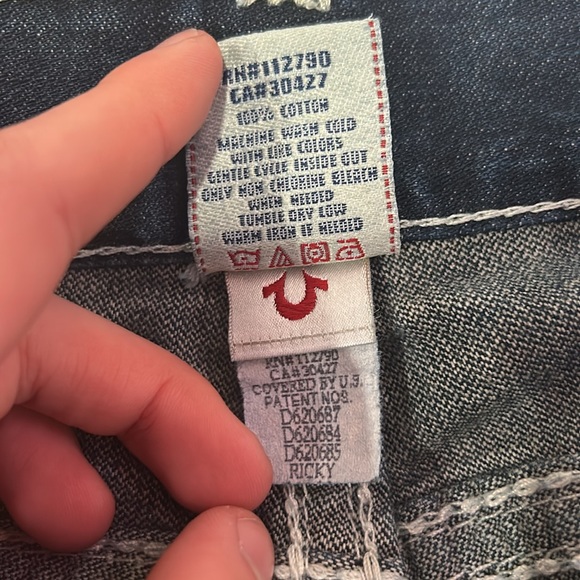 RN#112790
CA#30427
100% COTTON
MACHINE WASH COLD
WITH LIKE COLORS
GENTLE CYCLE INSIDE OUT
ONLY NON CHLORINE BLEACH
WHEN NEEDED
TUMBLE DRY LOW
WARM IRON IF NEEDED
RN#112790
CA#30427
COVERED BY U.S.
PATENT NOS.
D620687
D620684
D620685
RICKY